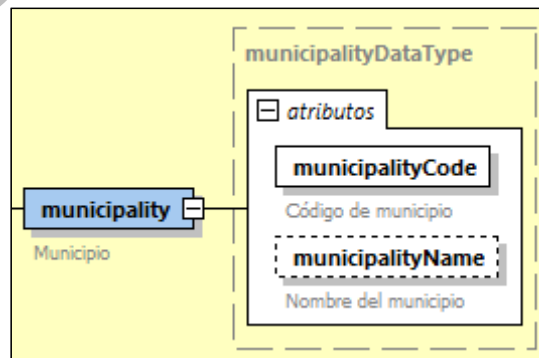 municipalityDataType
atributos
municipalityCode
Código de municipio
municipality
Municipio
municipalityName
Nombre del municipio